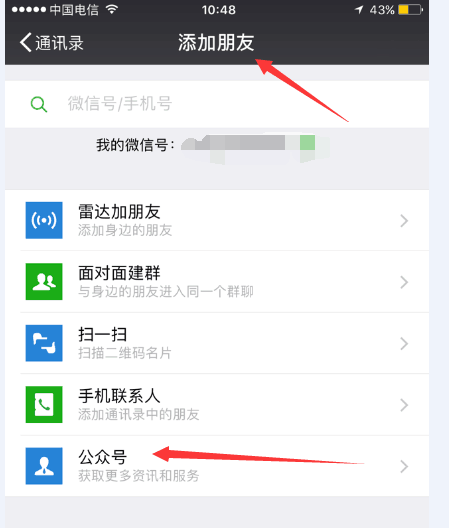 中国电信 10:48 43%
通讯录 添加朋友
微信号/手机号
我的微信号：
雷达加朋友
添加身边的朋友
面对面建群
与身边的朋友进入同一个群聊
扫一扫
扫描二维码名片
手机联系人
添加通讯录中的朋友
公众号
获取更多资讯和服务